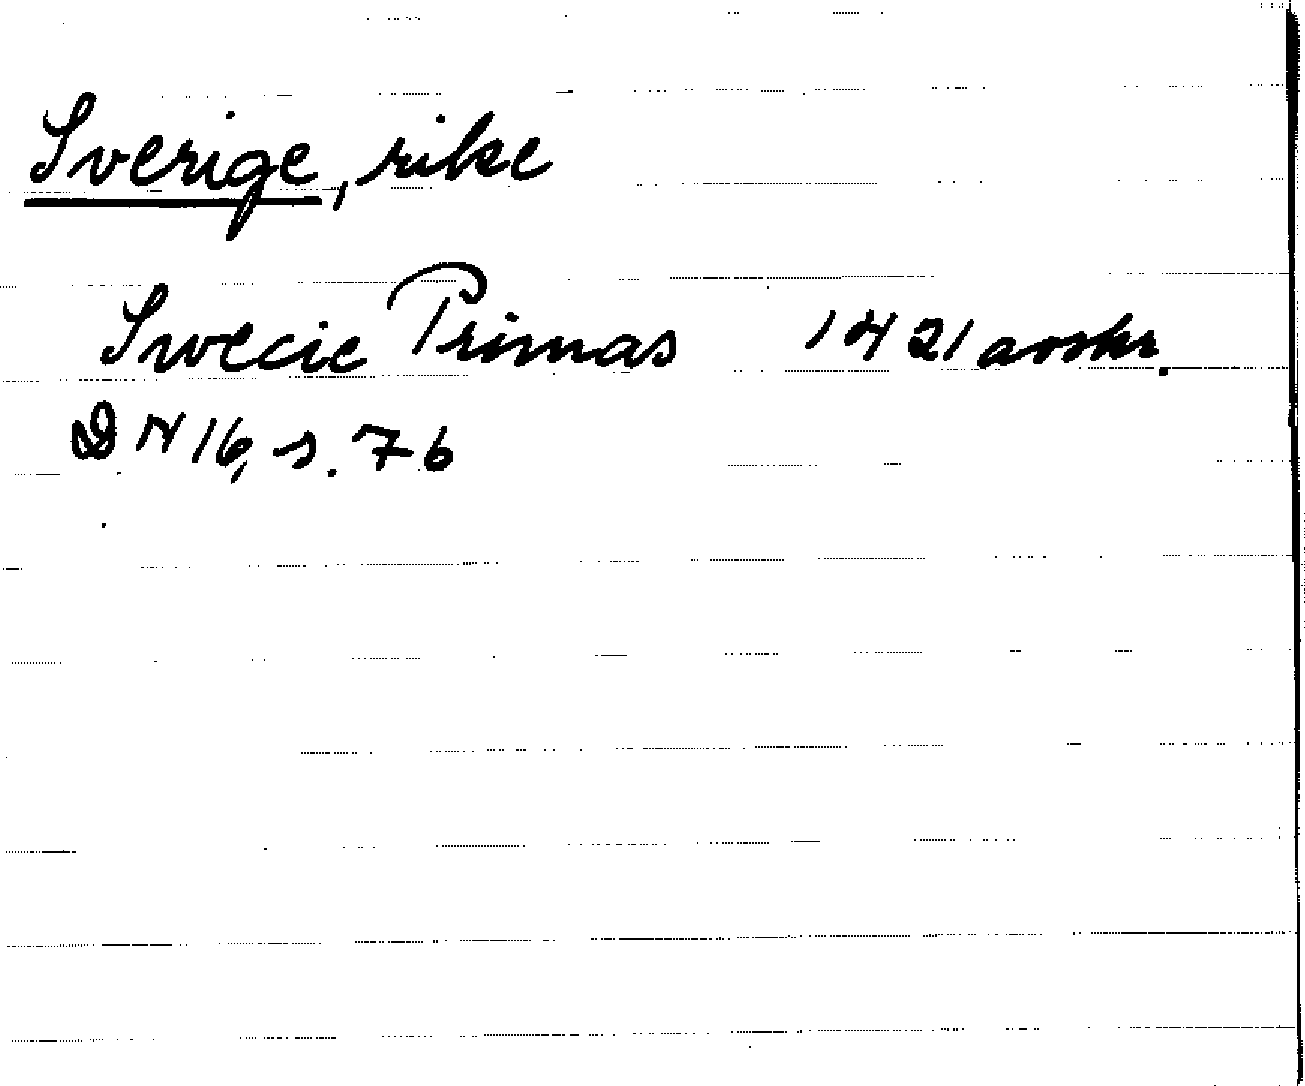 Sverige, rike
Swecie Primas 1421 avskr.
DN 16, s. 76